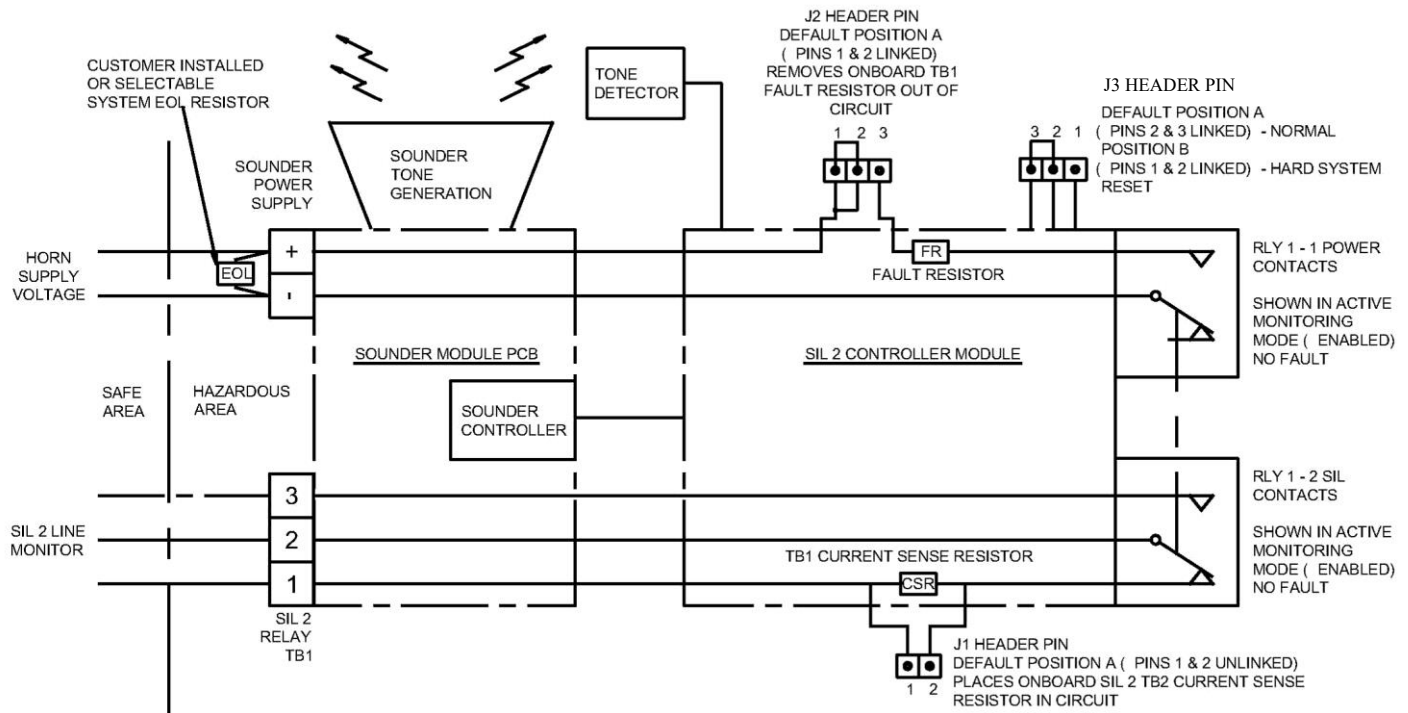 CUSTOMER INSTALLED
OR SELECTABLE
SYSTEM EOL RESISTOR
SOUNDER
POWER
SUPPLY
SOUNDER
TONE
GENERATION
TONE
DETECTOR
J2 HEADER PIN
DEFAULT POSITION A
( PINS 1 & 2 LINKED)
REMOVES ONBOARD TB1
FAULT RESISTOR OUT OF
CIRCUIT
1 2 3
J3 HEADER PIN
DEFAULT POSITION A
( PINS 2 & 3 LINKED) - NORMAL
POSITION B
( PINS 1 & 2 LINKED) - HARD SYSTEM
RESET
3 2 1
HORN
SUPPLY
VOLTAGE
EOL
+
-
FR
FAULT RESISTOR
RLY 1 - 1 POWER
CONTACTS
SHOWN IN ACTIVE
MONITORING
MODE ( ENABLED)
NO FAULT
SOUNDER MODULE PCB
SIL 2 CONTROLLER MODULE
SAFE
AREA
HAZARDOUS
AREA
SOUNDER
CONTROLLER
SIL 2 LINE
MONITOR
3
2
1
SIL 2
RELAY
TB1
TB1 CURRENT SENSE RESISTOR
CSR
RLY 1 - 2 SIL
CONTACTS
SHOWN IN ACTIVE
MONITORING
MODE ( ENABLED)
NO FAULT
1 2
J1 HEADER PIN
DEFAULT POSITION A ( PINS 1 & 2 UNLINKED)
PLACES ONBOARD SIL 2 TB2 CURRENT SENSE
RESISTOR IN CIRCUIT